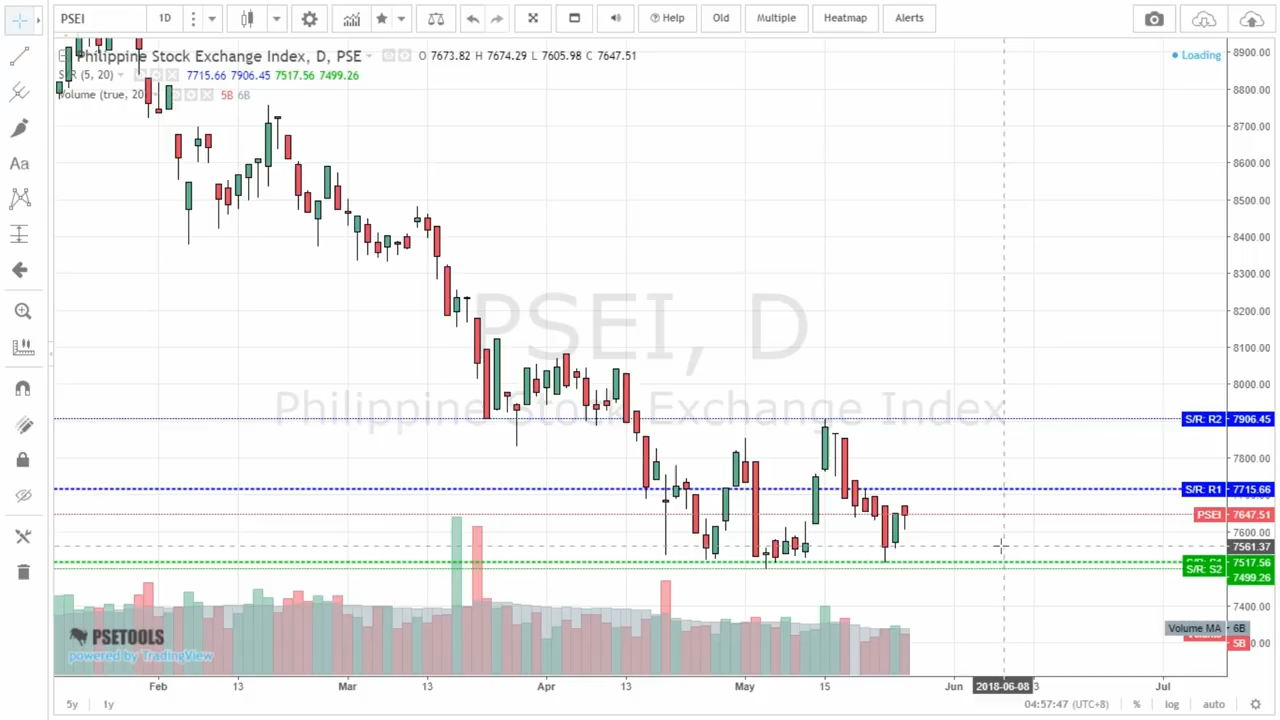 PSEI 1D Help Old Multiple Heatmap Alerts
Philippine Stock Exchange Index, D, PSE O 7673.82 H 7674.29 L 7605.98 C 7647.51
(5, 20) 7715.66 7906.45 7517.56 7499.26
Volume (true, 20) 5B 6B
Loading
Aa
8900.00
8800.00
8700.00
8600.00
8500.00
8400.00
8300.00
8200.00
8100.00
8000.00
S/R: R2 7906.45
7800.00
S/R: R1 7715.66
PSEI 7647.51
7600.00
7561.37
7517.56
S/R: S2
7499.26
7400.00
Volume MA 6B
5B
PSEI, D
Philippine Stock Exchange Index
PSETOOLS
powered by TradingView
Feb 13 Mar 13 Apr 13 May 15 Jun 2018-06-08 Jul
5y 1y 04:57:47 (UTC+8) % log auto